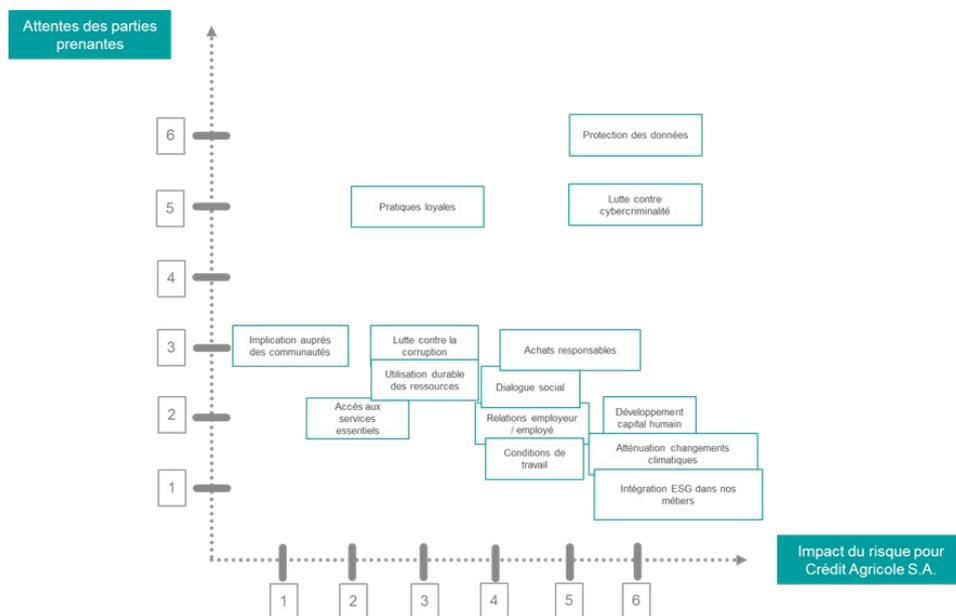 Attentes des parties
prenantes
6
Protection des données
5
Pratiques loyales
Lutte contre
cybercriminalité
4
3
Implication auprès
des communautés
Lutte contre la
corruption
Achats responsables
Utilisation durable
des ressources
Dialogue social
2
Accès aux
services
essentiels
Relations employeur
/ employé
Développement
capital humain
Conditions de
travail
Atténuation changements
climatiques
1
Intégration ESG dans nos
métiers
Impact du risque pour
Crédit Agricole S.A.
1
2
3
4
5
6